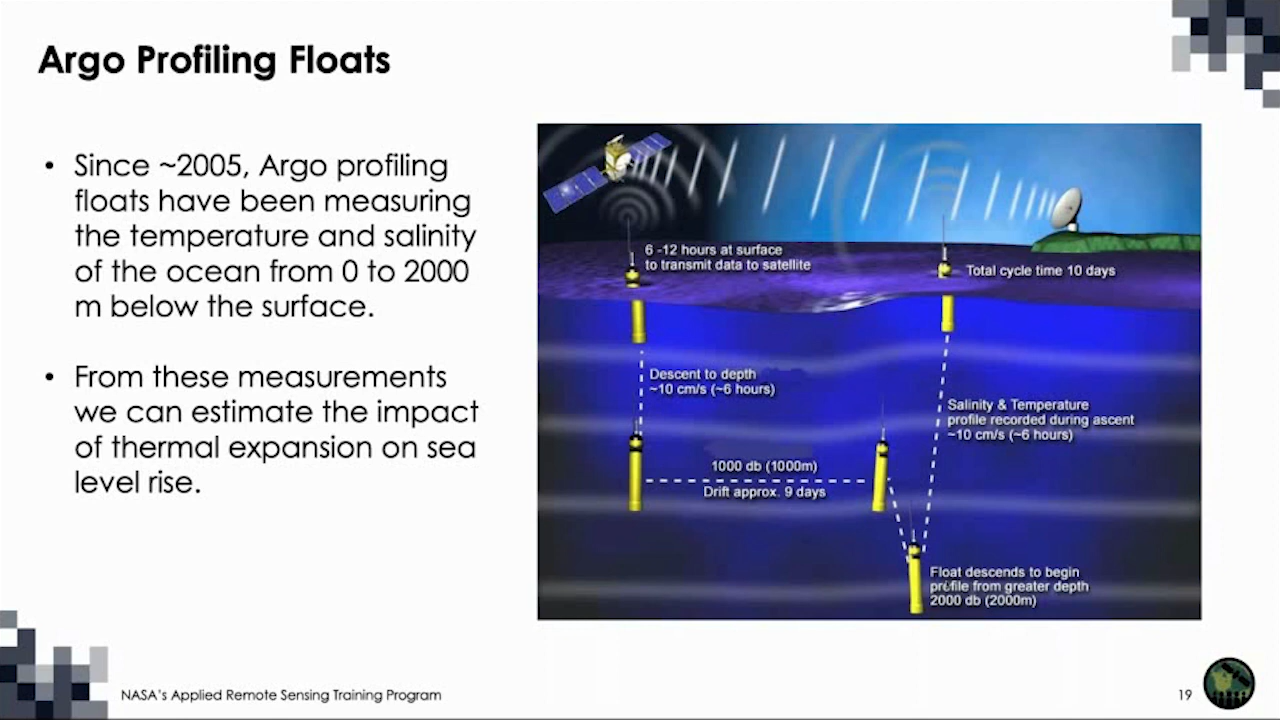 Argo Profiling Floats
• Since ~2005, Argo profiling
floats have been measuring
the temperature and salinity
of the ocean from 0 to 2000
m below the surface.
• From these measurements
we can estimate the impact
of thermal expansion on sea
level rise.
6 -12 hours at surface
to transmit data to satellite
Total cycle time 10 days
Descent to depth
~10 cm/s (~6 hours)
Salinity & Temperature
profile recorded during ascent
~10 cm/s (~6 hours)
1000 db (1000m)
Drift approx. 9 days
Float descends to begin
profile from greater depth
2000 db (2000m)
NASA's Applied Remote Sensing Training Program
19